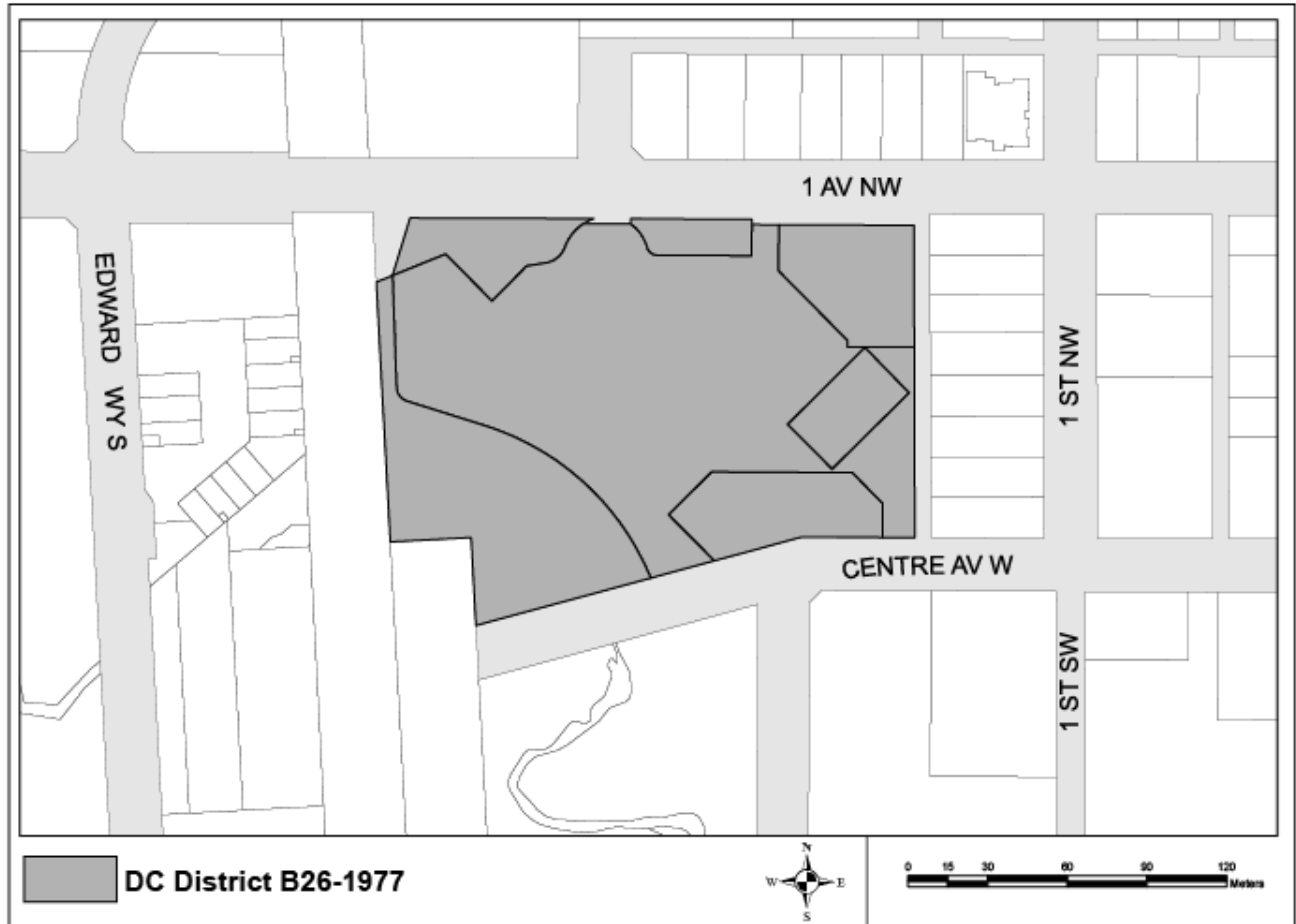 1 AV NW
EDWARD WY S
1 ST NW
CENTRE AV W
1 ST SW
DC District B26-1977
N
W E
S
0 15 30 60 90 120
Meters